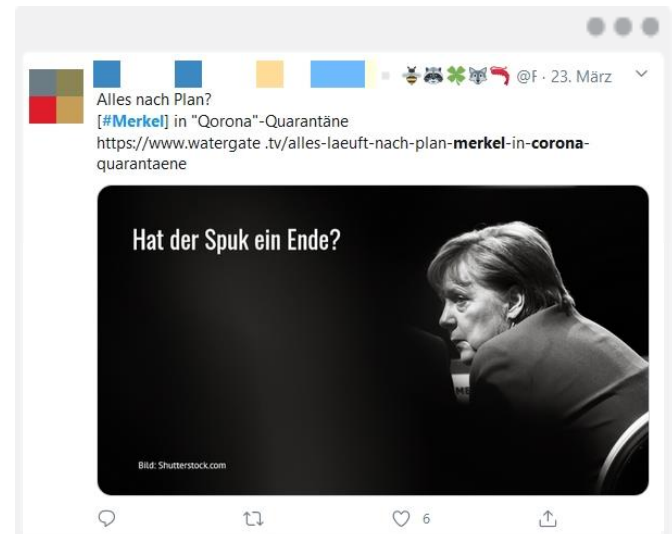 @F · 23. März
Alles nach Plan?
[#Merkel] in "Qorona"-Quarantäne
https://www.watergate .tv/alles-laeuft-nach-plan-merkel-in-corona-
quarantaene
Hat der Spuk ein Ende?
ME
Bild: Shutterstock.com
6